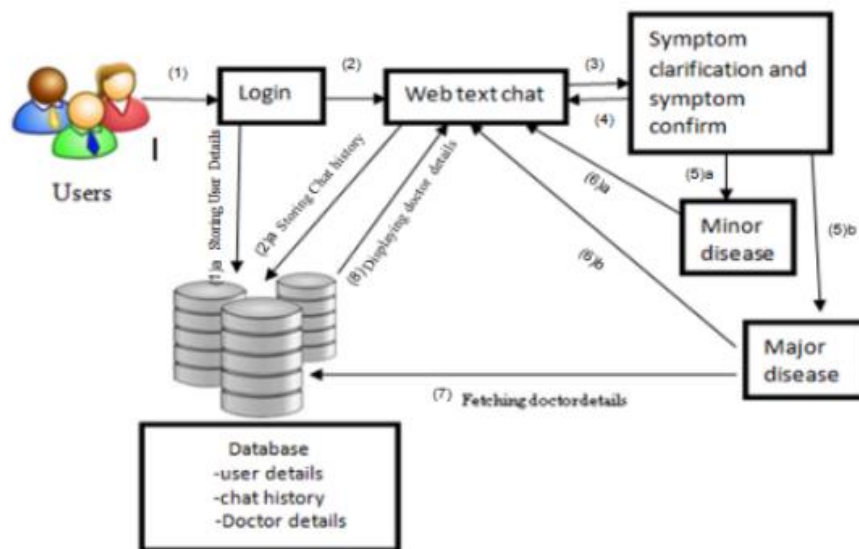 (1)
Users
Login
(2)
Web text chat
(3)
(4)
Symptom
clarification and
symptom
confirm
(5)a
(5)b
Minor
disease
(6)a
(6)b
Major
disease
(1)a Storing User Details
(2)a Storing Chat history
(8) Displaying doctor details
(7) Fetching doctordetails
Database
-user details
-chat history
-Doctor details